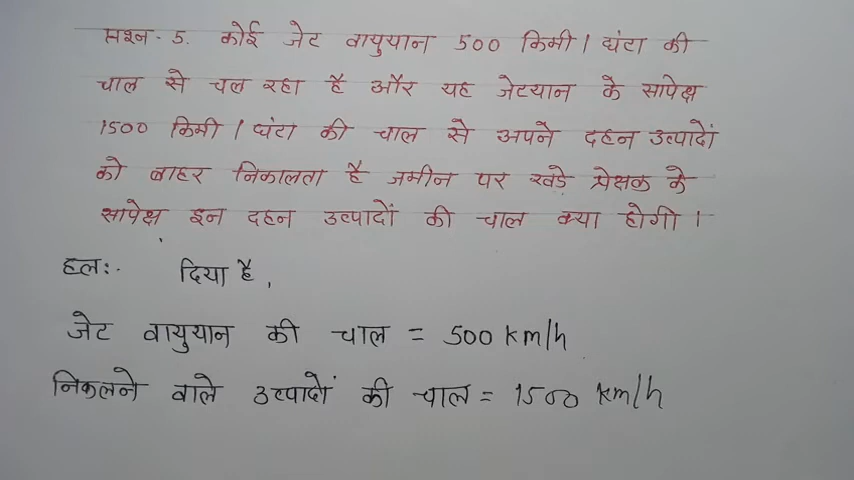 प्रश्न- 5. कोई जेट वायुयान 500 किमी / घंटा की
चाल से चल रहा है और यह जेटयान के सापेक्ष
1500 किमी / घंटा की चाल से अपने दहन उत्पादों
को बाहर निकालता है जमीन पर खड़े प्रेक्षक के
सापेक्ष इन दहन उत्पादों की चाल क्या होगी ।
हलः- दिया है,
जेट वायुयान की चाल = 500 km/h
निकलने वाले उत्पादों की चाल = 1500 km/h